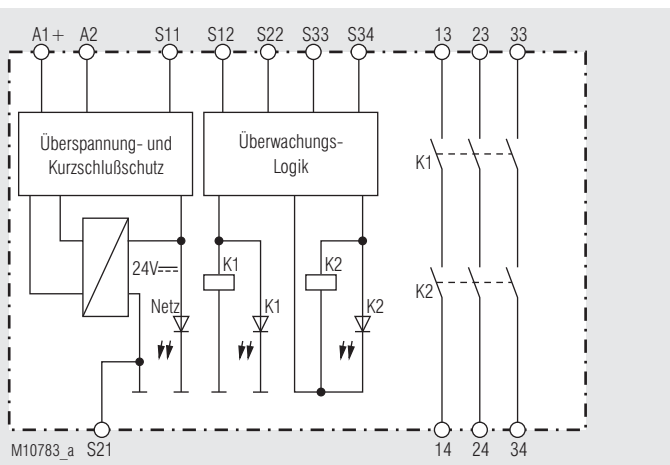 A1+ A2 S11 S12 S22 S33 S34 13 23 33
Überspannung- und
Kurzschlußschutz
Überwachungs-
Logik
K1
24V
K1
K2
K2
Netz
K1
K2
M10783_a S21 14 24 34